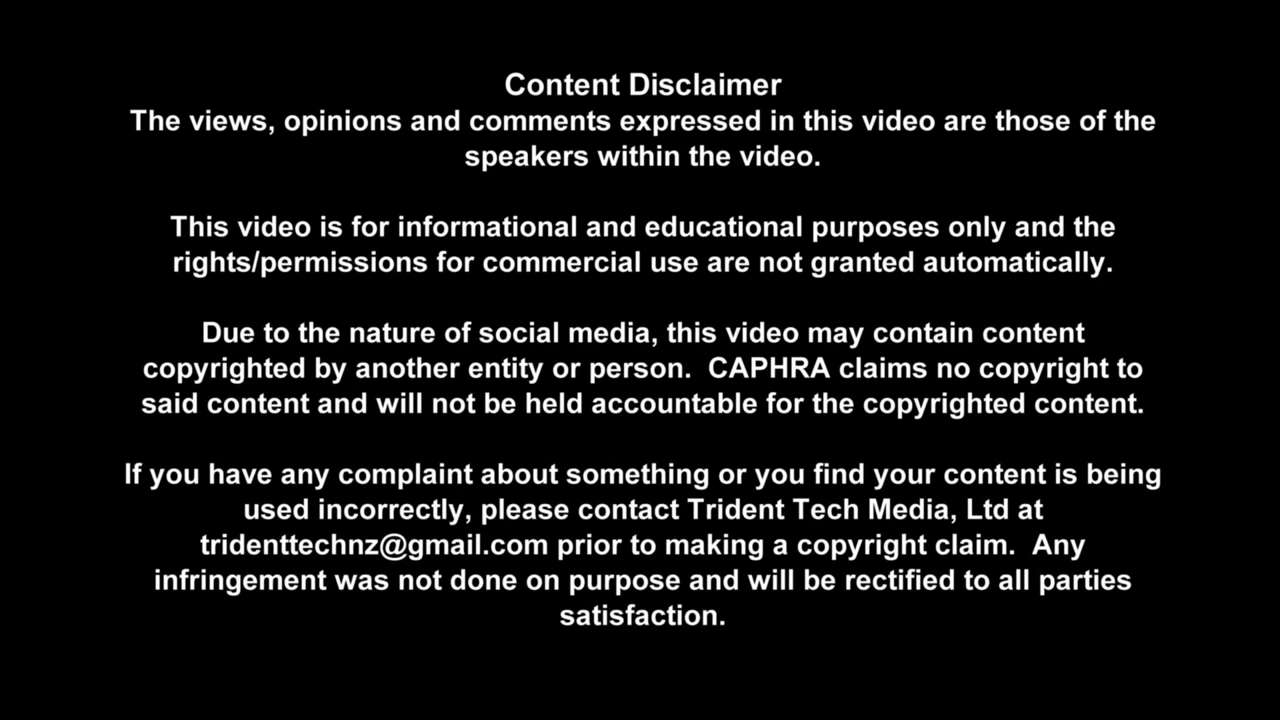 Content Disclaimer
The views, opinions and comments expressed in this video are those of the
speakers within the video.
This video is for informational and educational purposes only and the
rights/permissions for commercial use are not granted automatically.
Due to the nature of social media, this video may contain content
copyrighted by another entity or person.  CAPHRA claims no copyright to
said content and will not be held accountable for the copyrighted content.
If you have any complaint about something or you find your content is being
used incorrectly, please contact Trident Tech Media, Ltd at
tridenttechnz@gmail.com prior to making a copyright claim.  Any
infringement was not done on purpose and will be rectified to all parties
satisfaction.